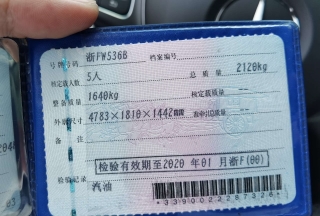 号牌号码 浙FW536B 档案编号
核定载人数 5人 总质量 2120kg
整备质量 1640kg 核定载质量 --
外廓尺寸 4783×1810×1442mm 准牵引总质量 --
备注
检验有效期至2020年01月浙F(00)
检验记录
汽油
*3390022287326*